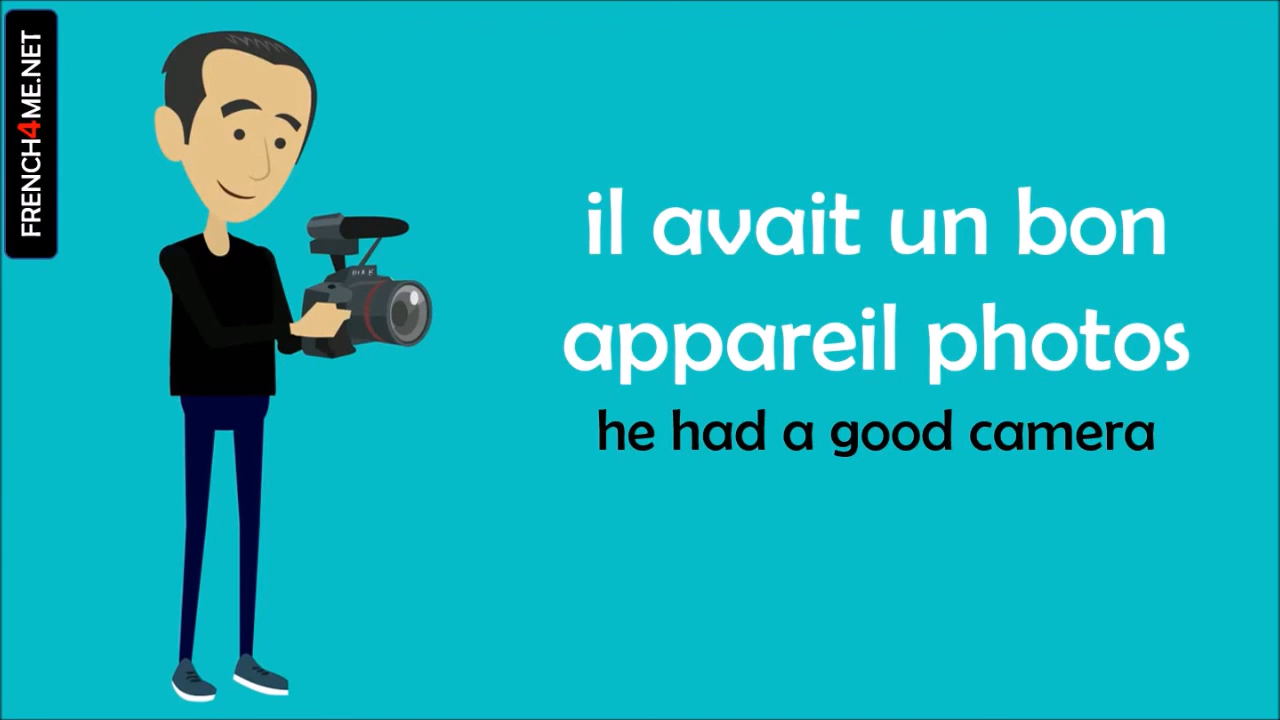 FRENCH4ME.NET
il avait un bon
appareil photos
he had a good camera